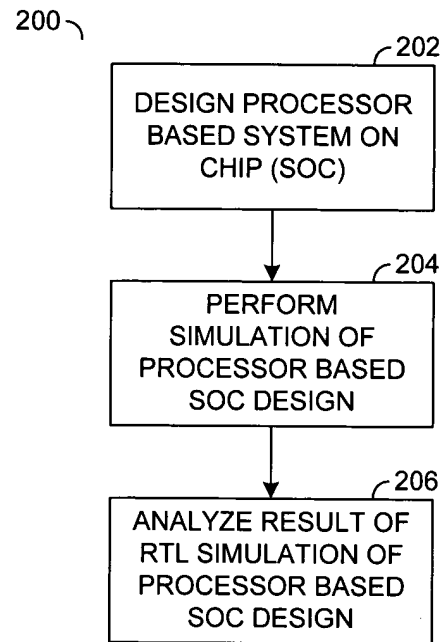 200
202
DESIGN PROCESSOR
BASED SYSTEM ON
CHIP (SOC)
204
PERFORM
SIMULATION OF
PROCESSOR BASED
SOC DESIGN
206
ANALYZE RESULT OF
RTL SIMULATION OF
PROCESSOR BASED
SOC DESIGN